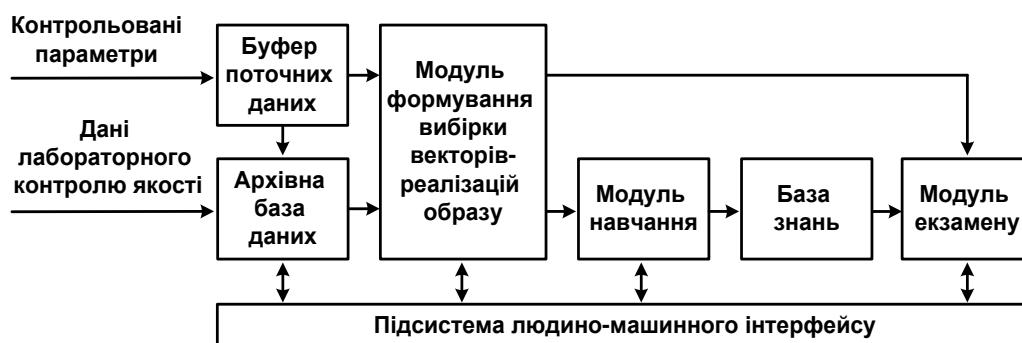 Контрольовані
параметри
Буфер
поточних
даних
Модуль
формування
вибірки
векторів-
реалізацій
образу
Дані
лабораторного
контролю якості
Архівна
база
даних
Модуль
навчання
База
знань
Модуль
екзамену
Підсистема людино-машинного інтерфейсу